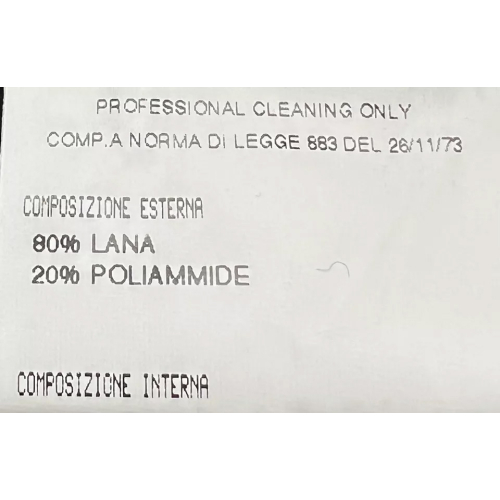 PROFESSIONAL CLEANING ONLY
COMP.A NORMA DI LEGGE 883 DEL 26/11/73
COMPOSIZIONE ESTERNA
80% LANA
20% POLIAMMIDE
COMPOSIZIONE INTERNA